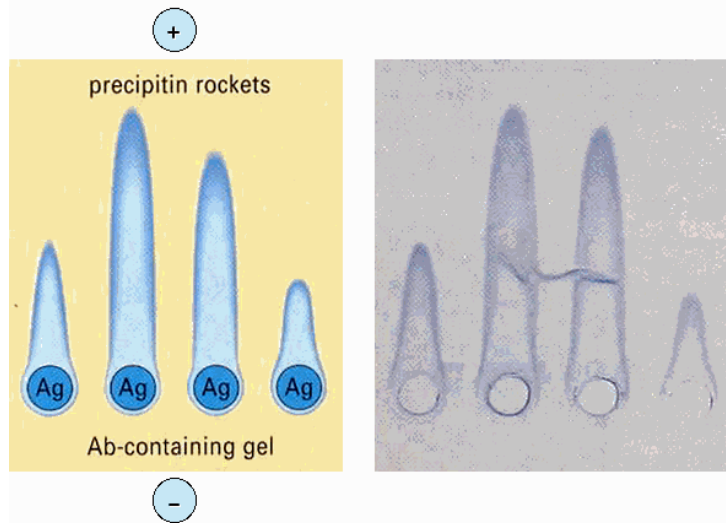 +
precipitin rockets
Ag Ag Ag Ag
Ab-containing gel
–